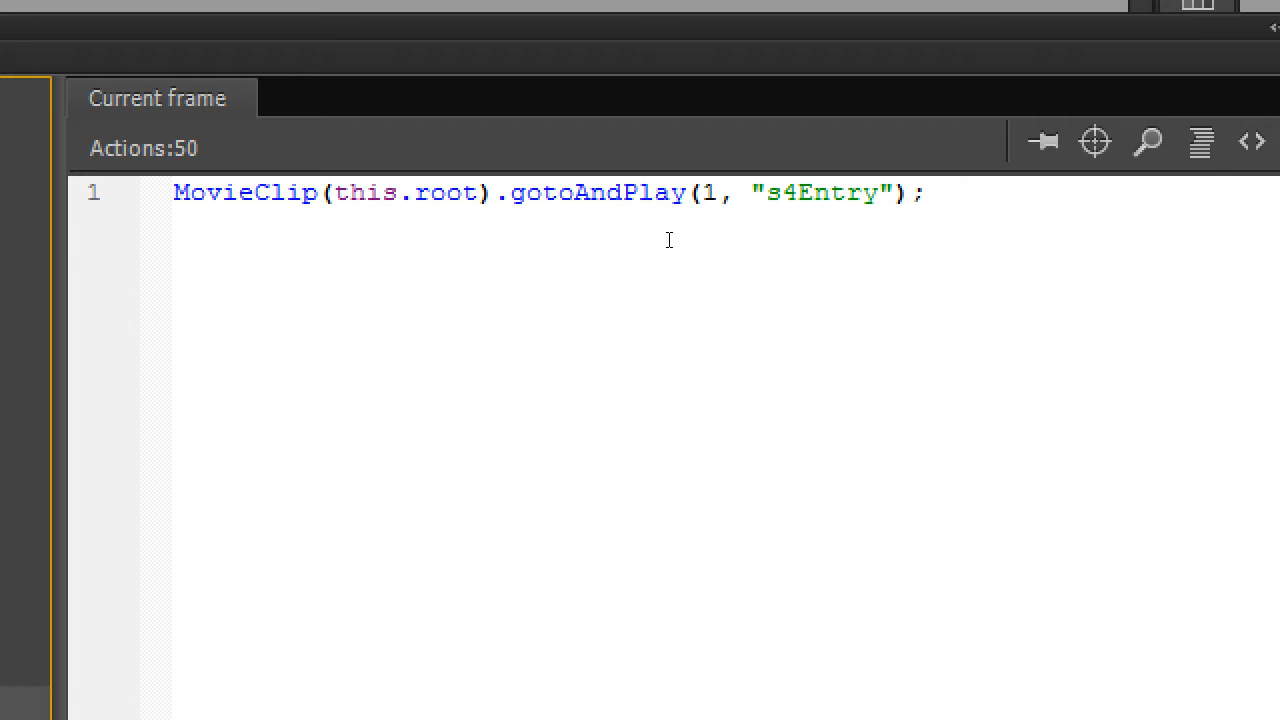 Current frame
Actions:50
1 MovieClip(this.root).gotoAndPlay(1, "s4Entry");